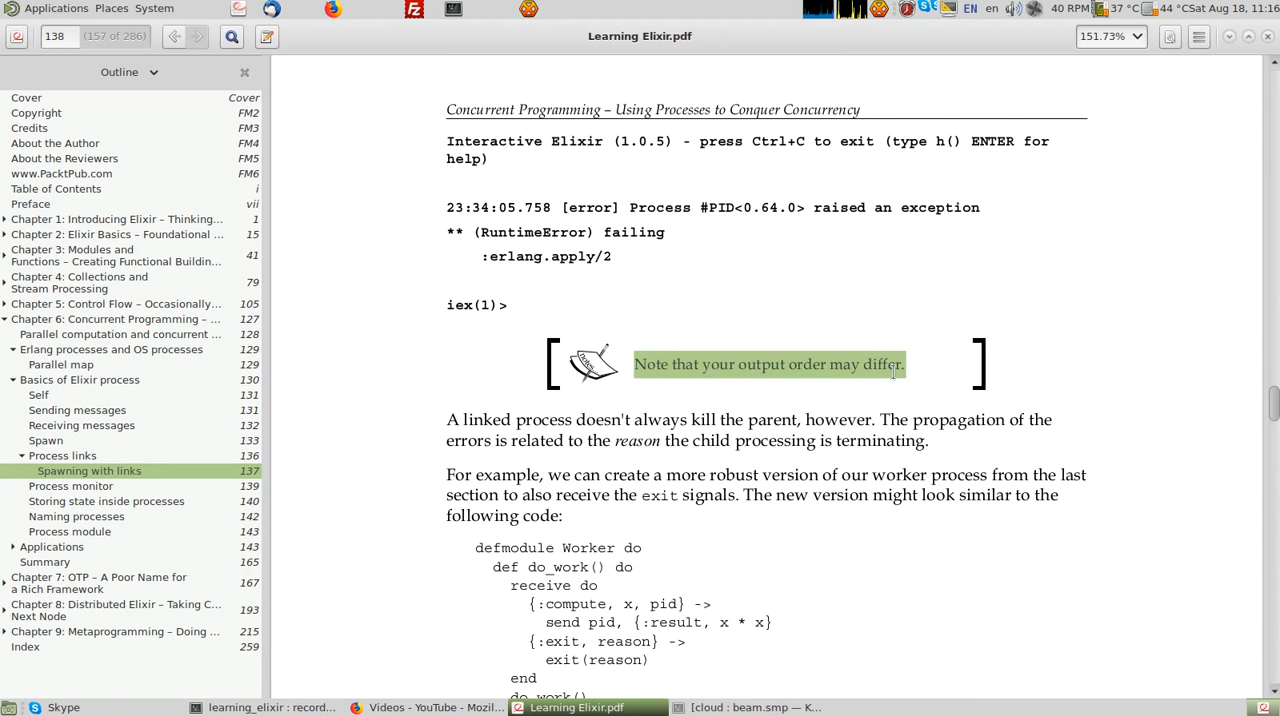 Applications Places System
EN en 40 RPM 37 °C 44 °C Sat Aug 18, 11:16
138 (157 of 286)
Learning Elixir.pdf
151.73%
Outline
Cover Cover
Copyright FM2
Credits FM3
About the Author FM4
About the Reviewers FM5
www.PacktPub.com FM6
Table of Contents i
Preface vii
Chapter 1: Introducing Elixir – Thinking... 1
Chapter 2: Elixir Basics – Foundational ... 15
Chapter 3: Modules and
Functions – Creating Functional Buildin... 41
Chapter 4: Collections and
Stream Processing 79
Chapter 5: Control Flow – Occasionally... 105
Chapter 6: Concurrent Programming – ... 127
Parallel computation and concurrent ... 128
Erlang processes and OS processes 129
Parallel map 129
Basics of Elixir process 130
Self 131
Sending messages 131
Receiving messages 132
Spawn 133
Process links 136
Spawning with links 137
Process monitor 139
Storing state inside processes 140
Naming processes 142
Process module 143
Applications 143
Summary 165
Chapter 7: OTP – A Poor Name for
a Rich Framework 167
Chapter 8: Distributed Elixir – Taking C...
Next Node 193
Chapter 9: Metaprogramming – Doing ... 215
Index 259
Concurrent Programming – Using Processes to Conquer Concurrency
Interactive Elixir (1.0.5) - press Ctrl+C to exit (type h() ENTER for
help)
23:34:05.758 [error] Process #PID<0.64.0> raised an exception
** (RuntimeError) failing
:erlang.apply/2
iex(1)>
Note that your output order may differ.
A linked process doesn't always kill the parent, however. The propagation of the
errors is related to the reason the child processing is terminating.
For example, we can create a more robust version of our worker process from the last
section to also receive the exit signals. The new version might look similar to the
following code:
defmodule Worker do
def do_work() do
receive do
{:compute, x, pid} ->
send pid, {:result, x * x}
{:exit, reason} ->
exit(reason)
end
do_work()
Skype
learning_elixir : record...
Videos - YouTube - Mozil...
Learning Elixir.pdf
[cloud : beam.smp — K...